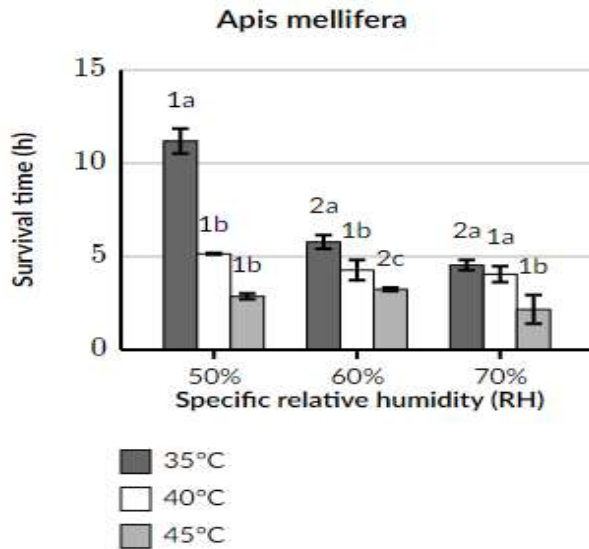 Apis mellifera
15
10
5
0
Survival time (h)
1a
1b
1b
2a
1b
2c
2a
1a
1b
50% 60% 70%
Specific relative humidity (RH)
35°C
40°C
45°C